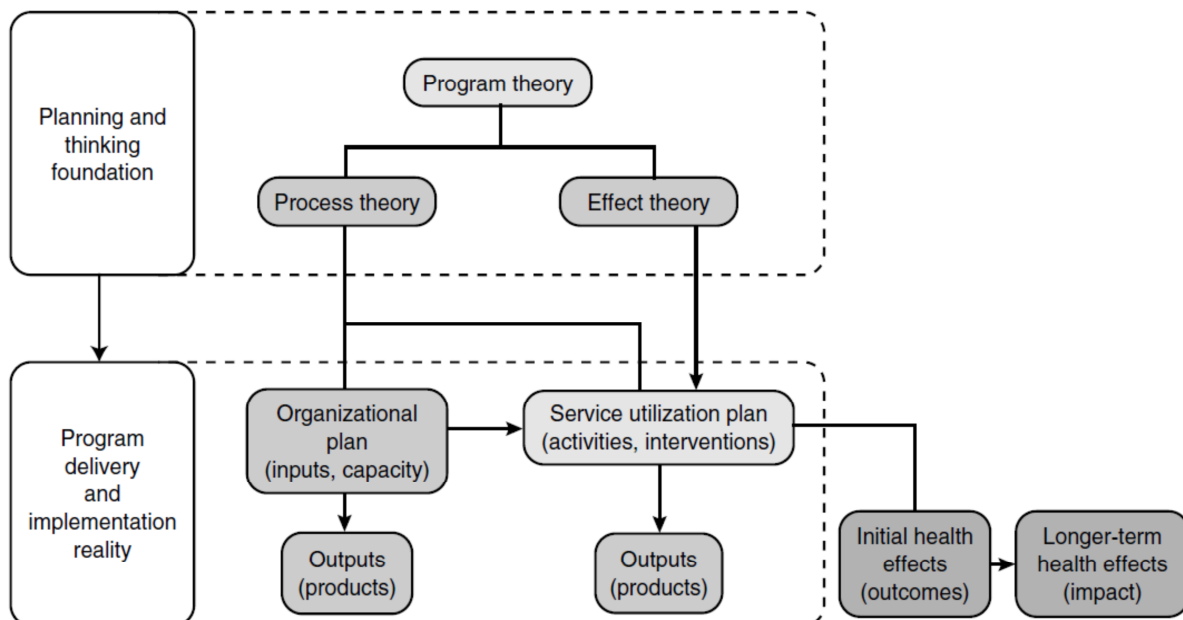 Planning and
thinking
foundation
Program theory
Process theory
Effect theory
Program
delivery
and
implementation
reality
Organizational
plan
(inputs, capacity)
Service utilization plan
(activities, interventions)
Outputs
(products)
Outputs
(products)
Initial health
effects
(outcomes)
Longer-term
health effects
(impact)